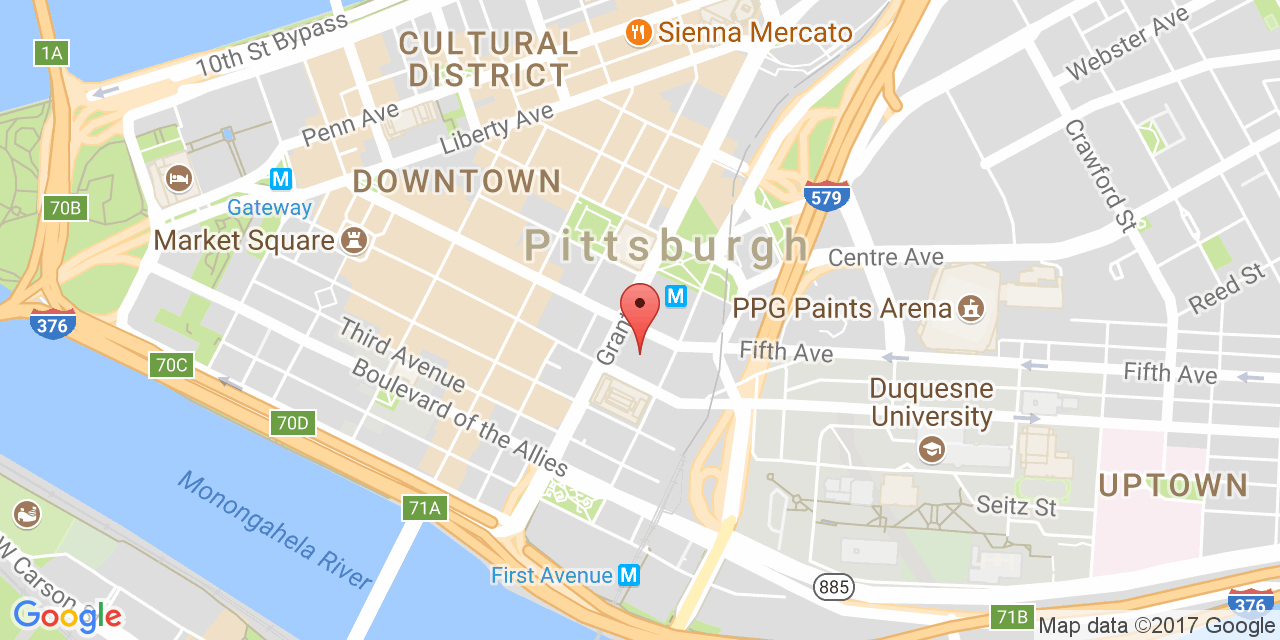 1A
10th St Bypass
CULTURAL
DISTRICT
Sienna Mercato
Webster Ave
Penn Ave
Liberty Ave
Crawford St
M
Gateway
DOWNTOWN
579
70B
Market Square
Pittsburgh
Centre Ave
Reed St
M
PPG Paints Arena
376
Grant
Third Avenue
Fifth Ave
Fifth Ave
70C
Boulevard of the Allies
Duquesne
University
70D
UPTOWN
Monongahela River
71A
Seitz St
W Carson
First Avenue M
885
376
71B
Google
Map data ©2017 Google